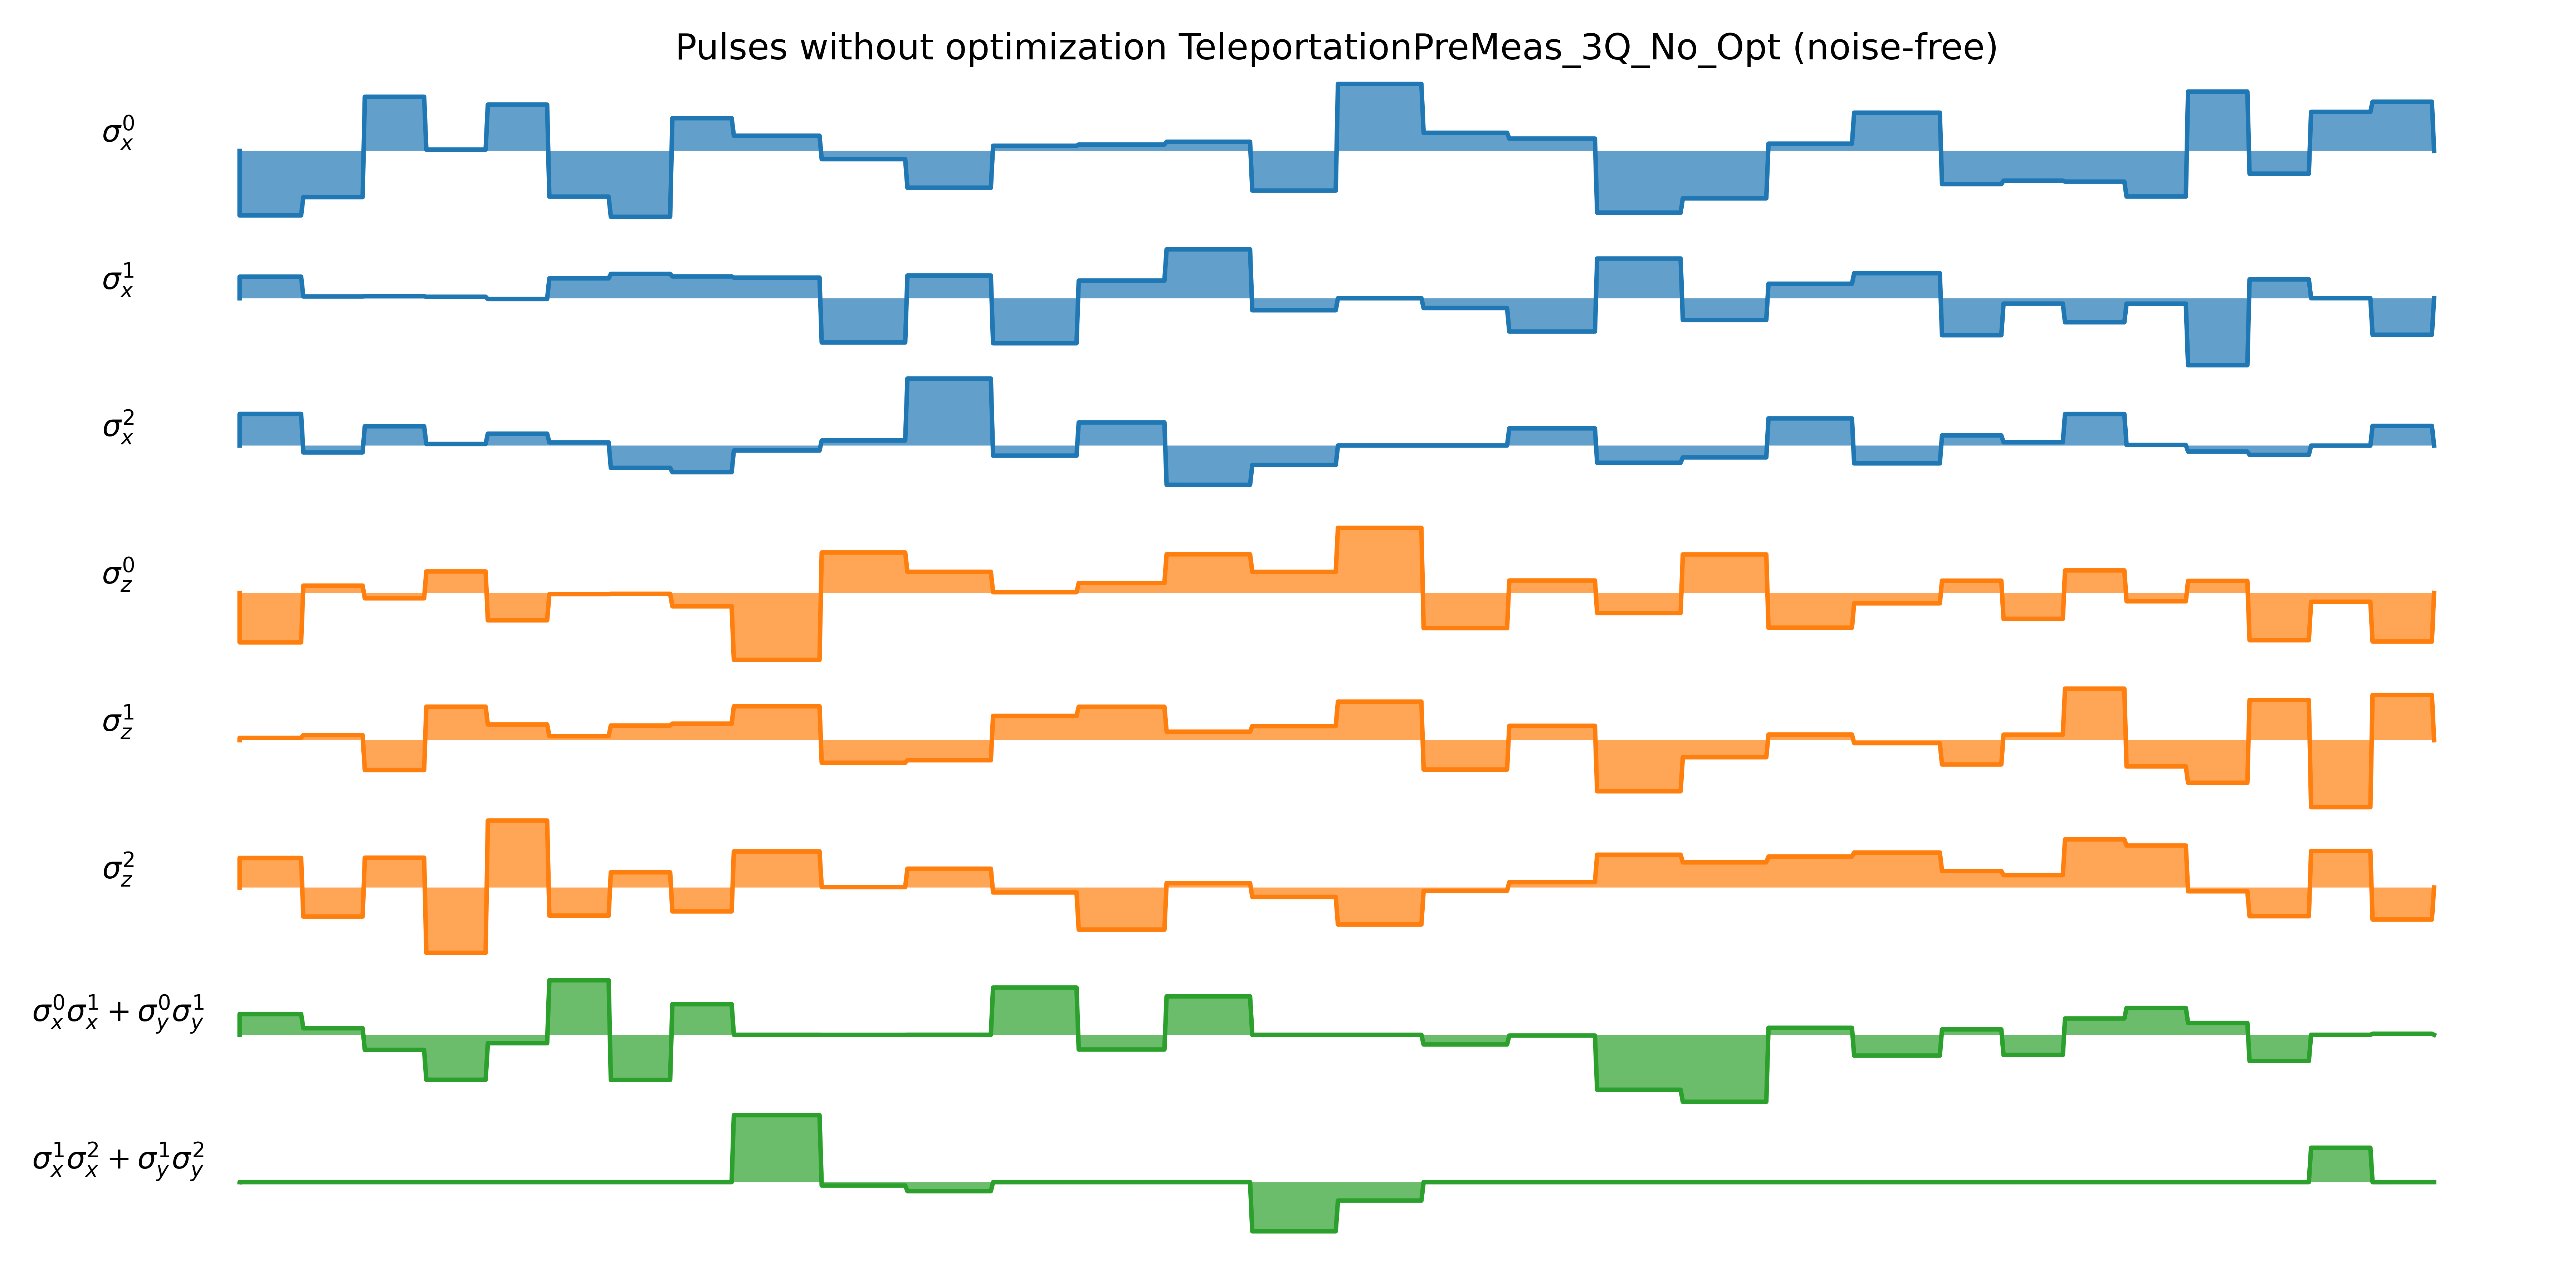 Pulses without optimization TeleportationPreMeas_3Q_No_Opt (noise-free)
σ_x^0
σ_x^1
σ_x^2
σ_z^0
σ_z^1
σ_z^2
σ_x^0σ_x^1 + σ_y^0σ_y^1
σ_x^1σ_x^2 + σ_y^1σ_y^2